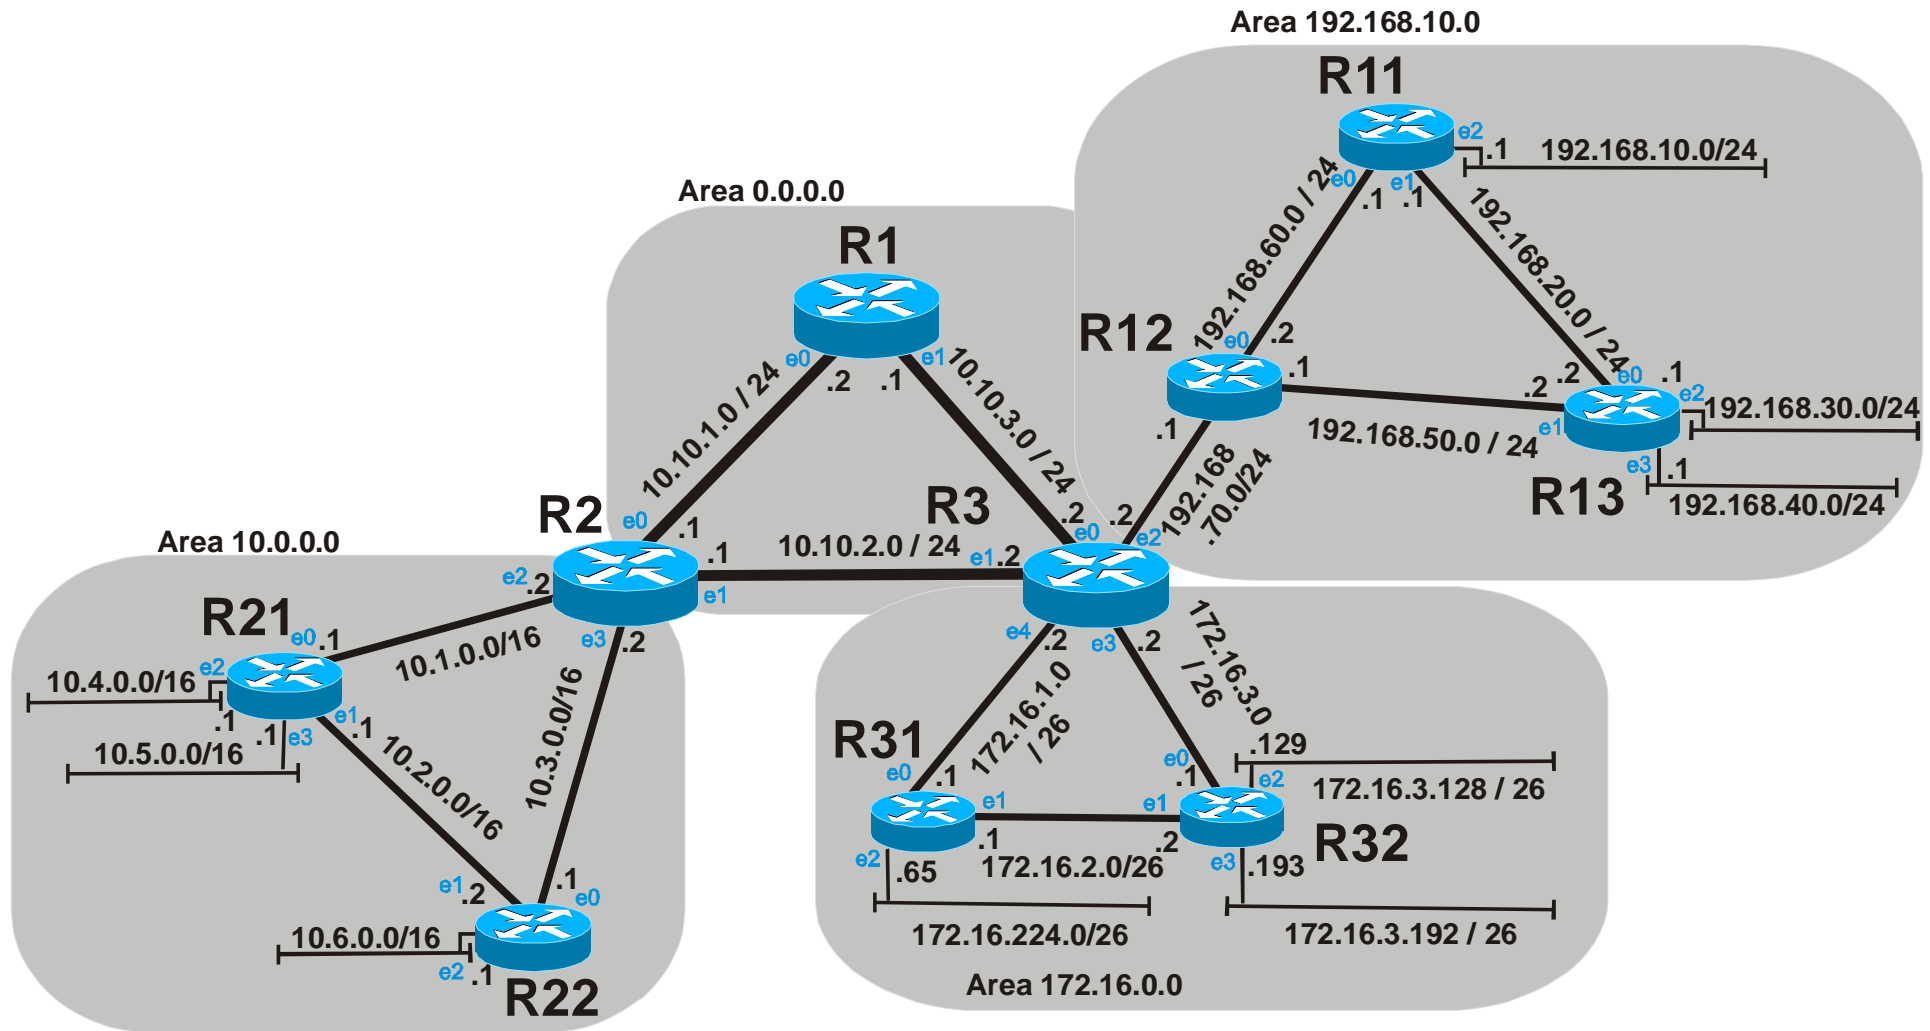 Area 192.168.10.0
R11
e2
.1
192.168.10.0/24
e0
e1
.1
.1
192.168.60.0 / 24
192.168.20.0 / 24
Area 0.0.0.0
R1
e0
e1
.2
.1
10.10.1.0 / 24
10.10.3.0 / 24
R12
e0
.2
.1
.1
192.168.50.0 / 24
192.168
.70.0/24
.2
.2
e0
.1
e2
192.168.30.0/24
e1
e3
.1
R13
192.168.40.0/24
R2
e0
.1
.1
e1
10.10.2.0 / 24
R3
e1
.2
.2
e0
.2
e2
Area 10.0.0.0
e2
.2
e3
.2
R21
e0
.1
10.1.0.0/16
e2
10.4.0.0/16
.1
.1
e3
e1
.1
10.5.0.0/16
10.2.0.0/16
10.3.0.0/16
e1
.2
.1
e0
10.6.0.0/16
e2
.1
R22
e4
.2
e3
.2
172.16.1.0
/ 26
172.16.3.0
/ 26
R31
e0
.1
e1
.1
e2
.65
172.16.2.0/26
172.16.224.0/26
e0
.1
e1
.2
.129
e2
172.16.3.128 / 26
R32
e3
.193
172.16.3.192 / 26
Area 172.16.0.0